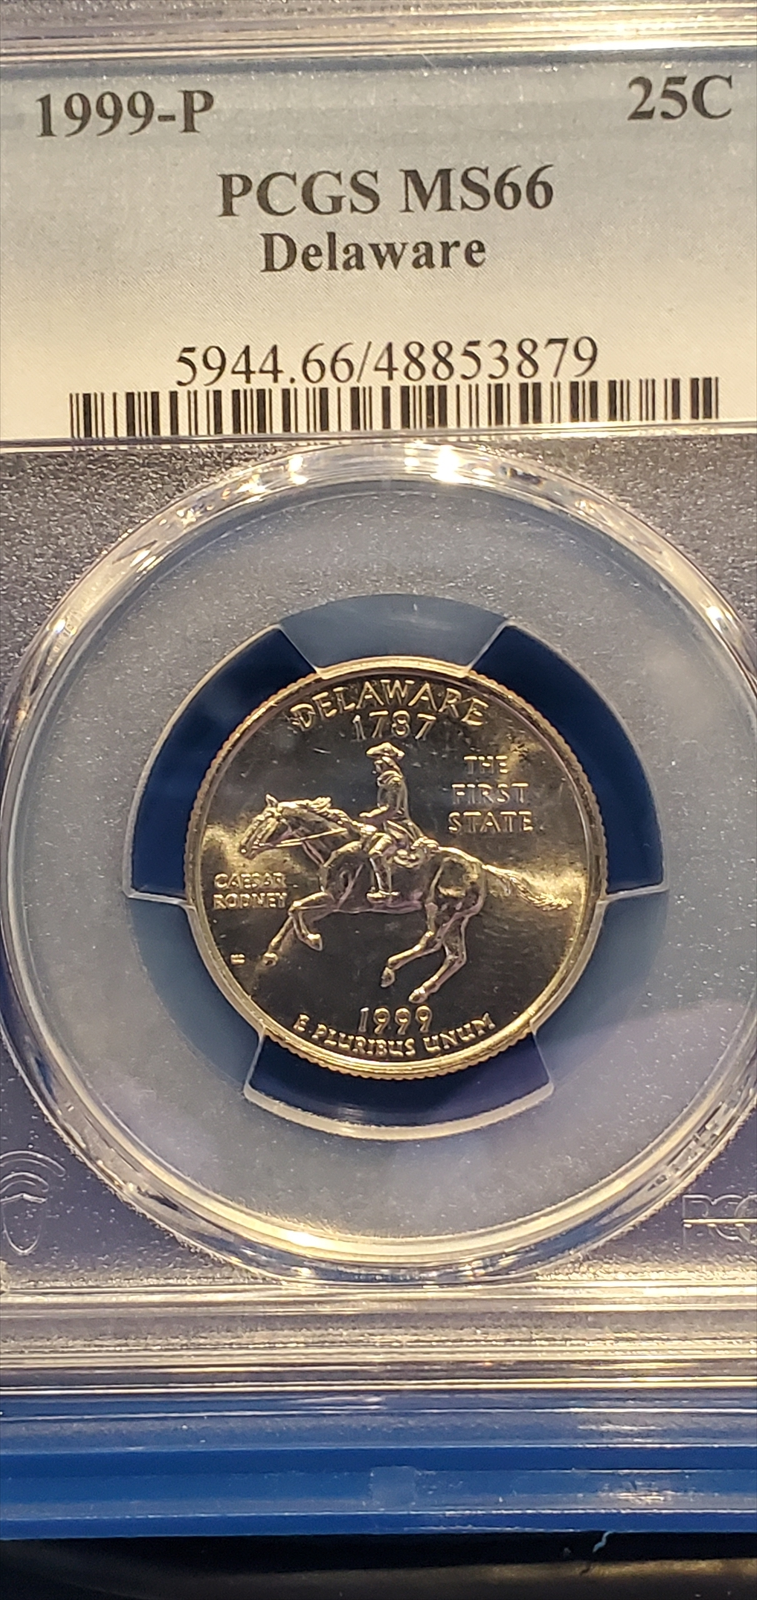 1999-P 25C
PCGS MS66
Delaware
5944.66/48853879
DELAWARE
1787
THE
FIRST
STATE
CAESAR
RODNEY
1999
E PLURIBUS UNUM